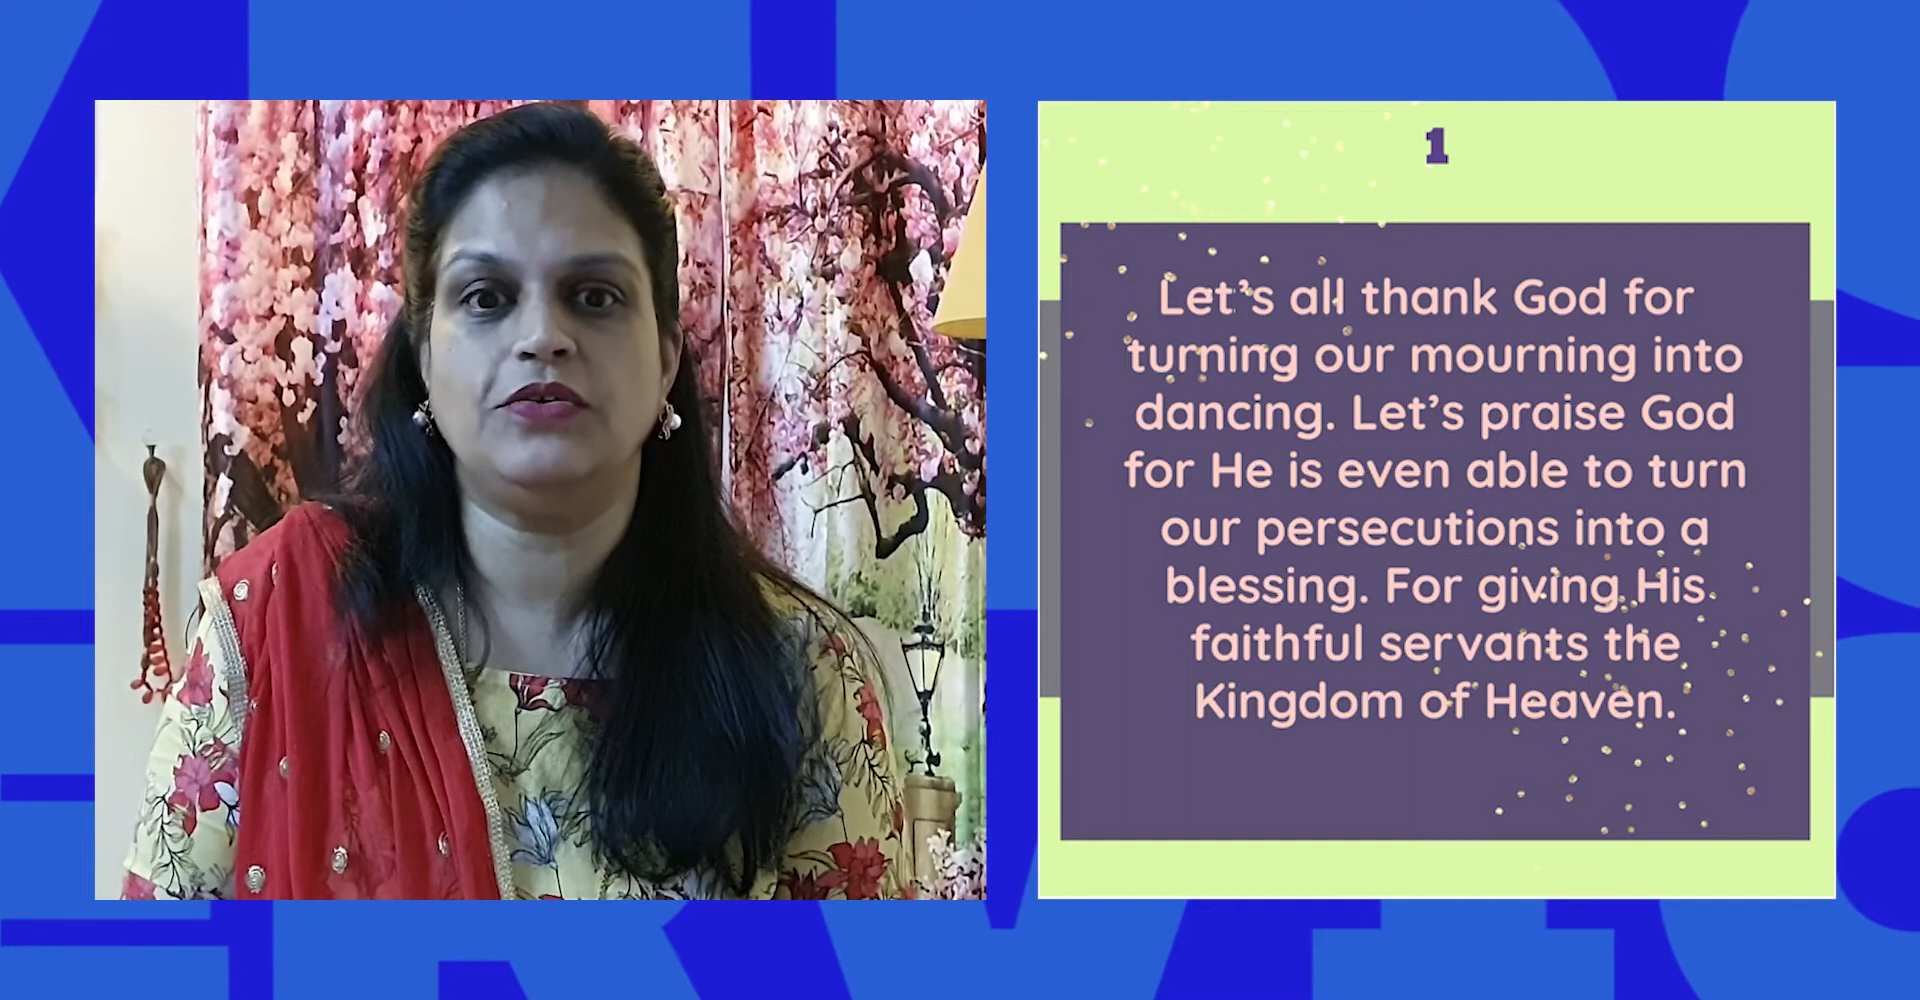 1
Let's all thank God for
turning our mourning into
dancing. Let's praise God
for He is even able to turn
our persecutions into a
blessing. For giving His
faithful servants the
Kingdom of Heaven.